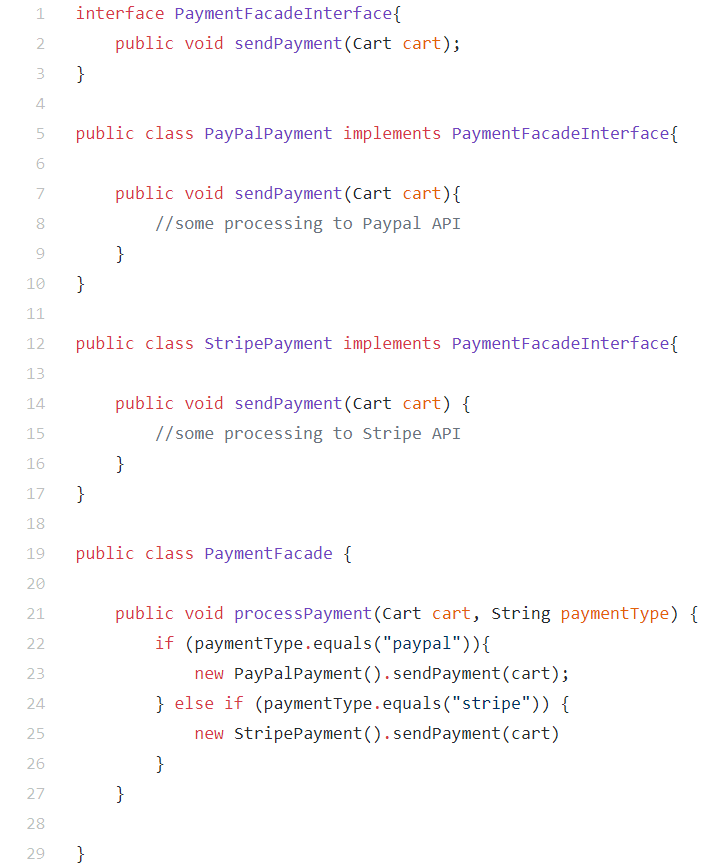 1 interface PaymentFacadeInterface{
2     public void sendPayment(Cart cart);
3 }
4
5 public class PayPalPayment implements PaymentFacadeInterface{
6
7     public void sendPayment(Cart cart){
8         //some processing to Paypal API
9     }
10 }
11
12 public class StripePayment implements PaymentFacadeInterface{
13
14     public void sendPayment(Cart cart) {
15         //some processing to Stripe API
16     }
17 }
18
19 public class PaymentFacade {
20
21     public void processPayment(Cart cart, String paymentType) {
22         if (paymentType.equals("paypal")){
23             new PayPalPayment().sendPayment(cart);
24         } else if (paymentType.equals("stripe")) {
25             new StripePayment().sendPayment(cart)
26         }
27     }
28
29 }